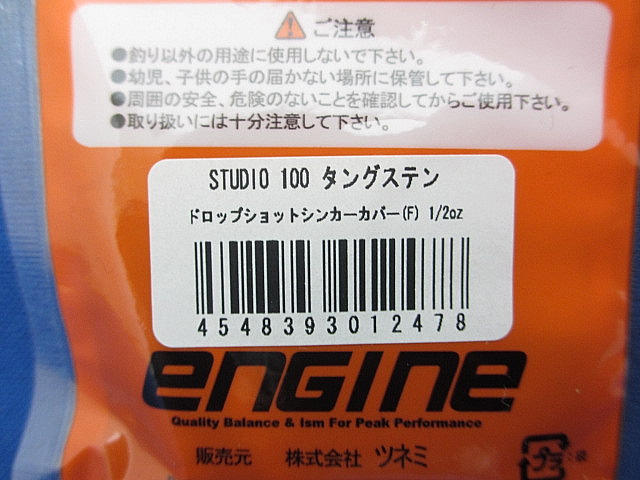 ご注意
●釣り以外の用途に使用しないで下さい。
●幼児、子供の手の届かない場所に保管して下さい。
●周囲の安全、危険のないことを確認してからご使用下さい。
●取り扱いには十分注意して下さい。
STUDIO 100 タングステン
ドロップショットシンカーカバー(F) 1/2oz
4548393012478
engine
Quality Balance & Ism For Peak Performance
販売元 株式会社 ツネミ
プラ